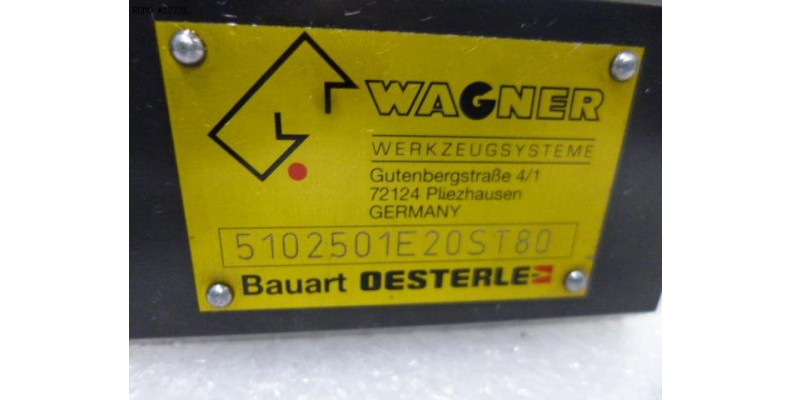 WAGNER
WERKZEUGSYSTEME
Gutenbergstraße 4/1
72124 Pliezhausen
GERMANY
5102501E20ST80
Bauart OESTERLE